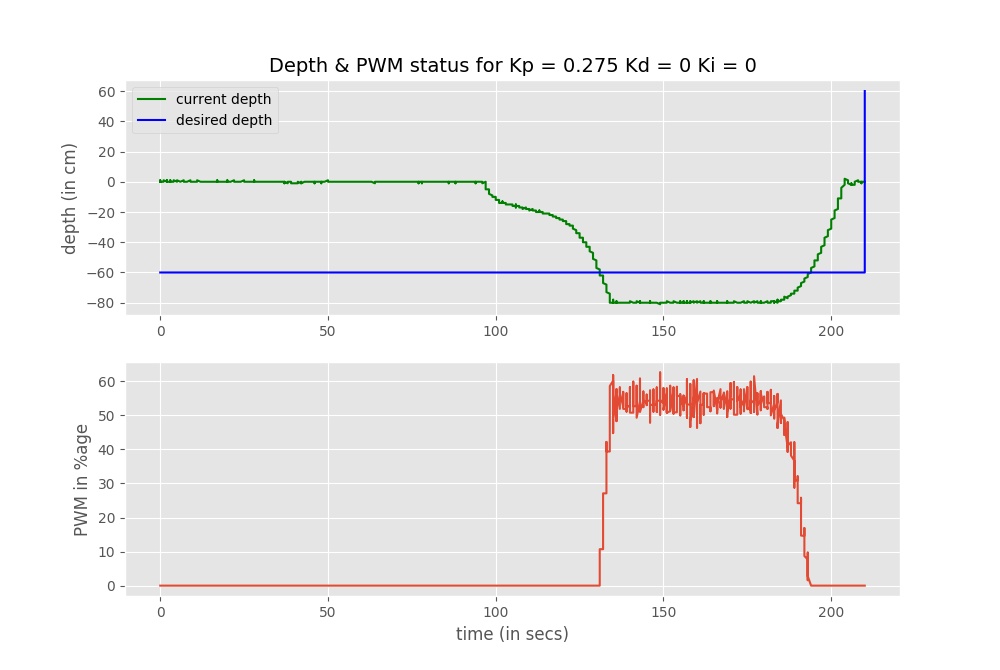 Depth & PWM status for Kp = 0.275 Kd = 0 Ki = 0
60
40
20
0
−20
−40
−60
−80
depth (in cm)
current depth
desired depth
0 50 100 150 200
60
50
40
30
20
10
0
PWM in %age
0 50 100 150 200
time (in secs)